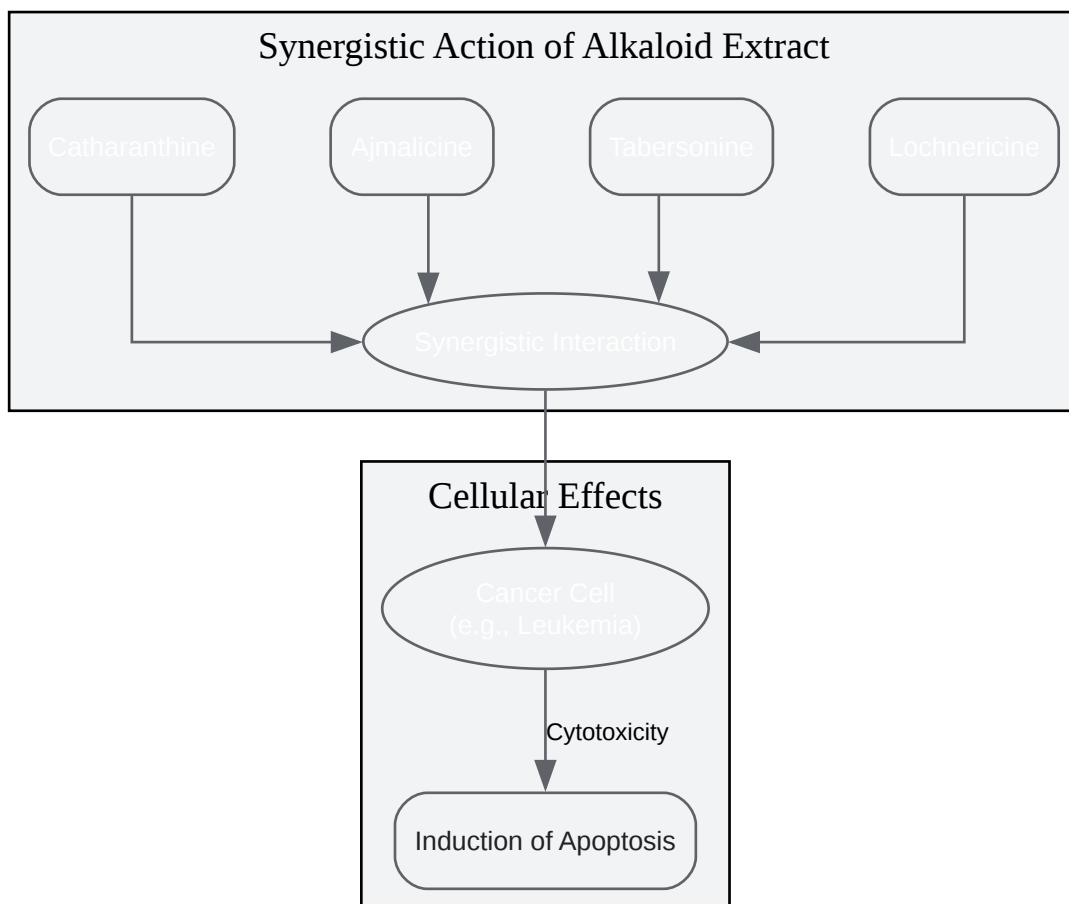 Synergistic Action of Alkaloid Extract
Catharanthine
Ajmalicine
Tabersonine
Lochnericine
Synergistic Interaction
Cellular Effects
Cancer Cell
(e.g., Leukemia)
Cytotoxicity
Induction of Apoptosis